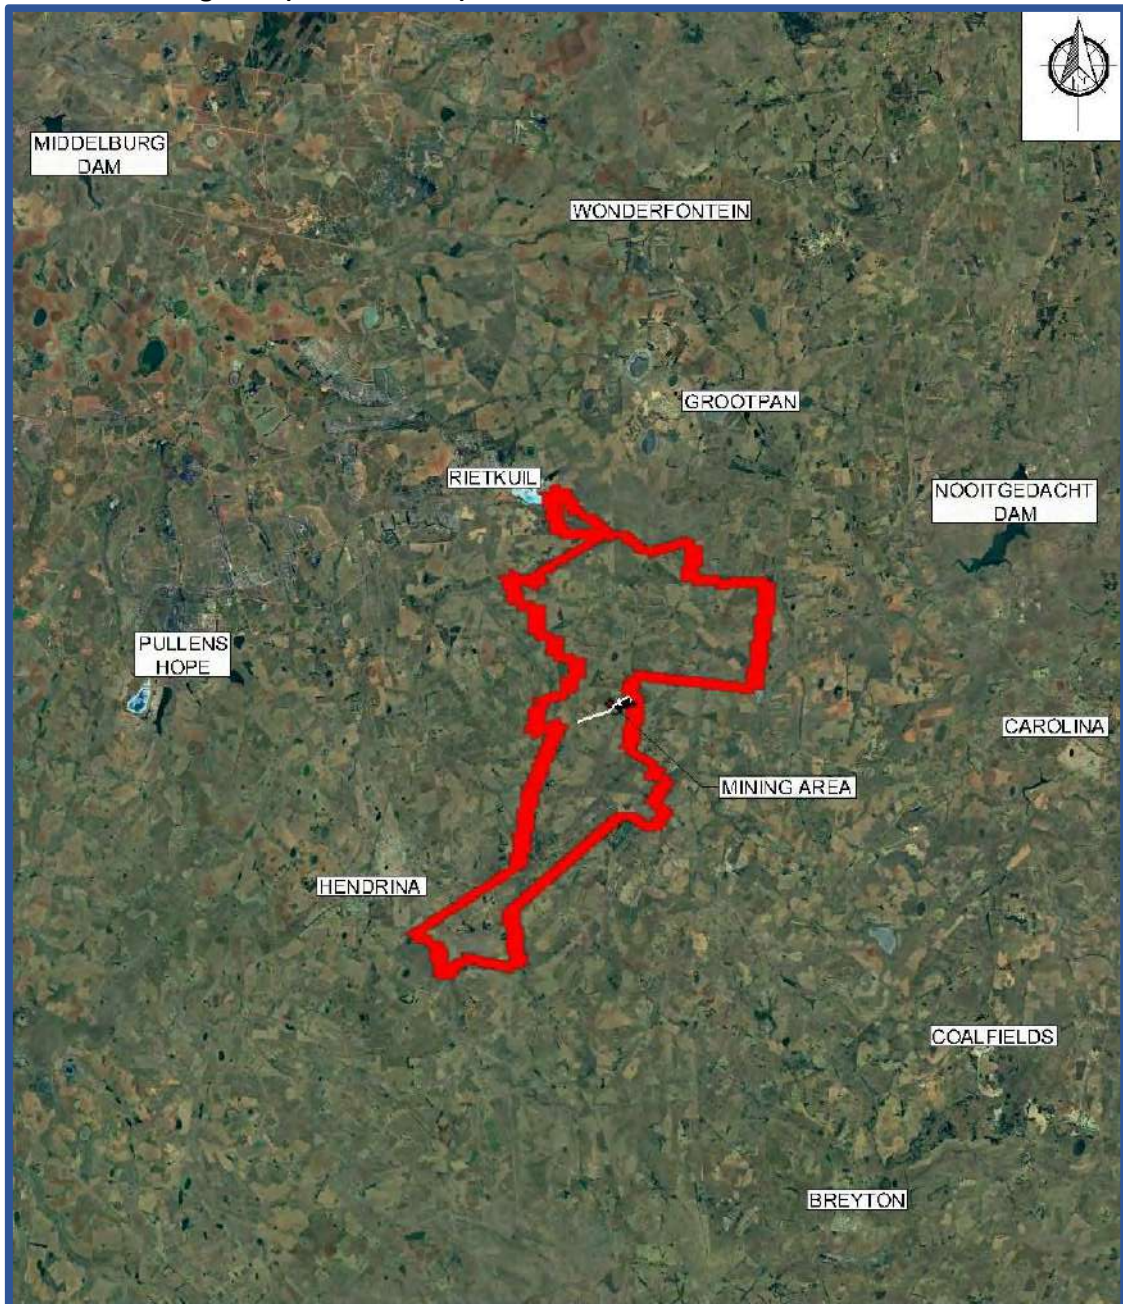 MIDDELBURG
DAM
WONDERFONTEIN
GROOTPAN
RIETKUIL
NOOITGEDACHT
DAM
PULLENS
HOPE
CAROLINA
MINING AREA
HENDRINA
COALFIELDS
BREYTON